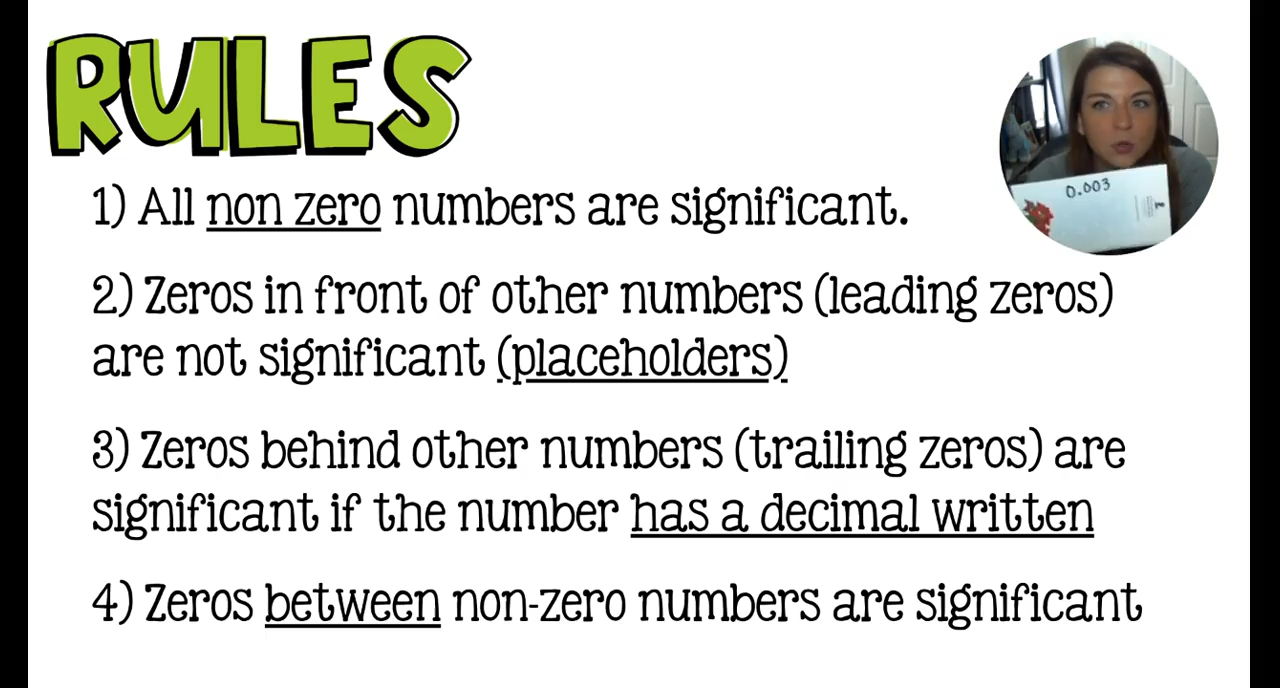 RULES
0.003
1) All non zero numbers are significant.
2) Zeros in front of other numbers (leading zeros)
are not significant (placeholders)
3) Zeros behind other numbers (trailing zeros) are
significant if the number has a decimal written
4) Zeros between non-zero numbers are significant